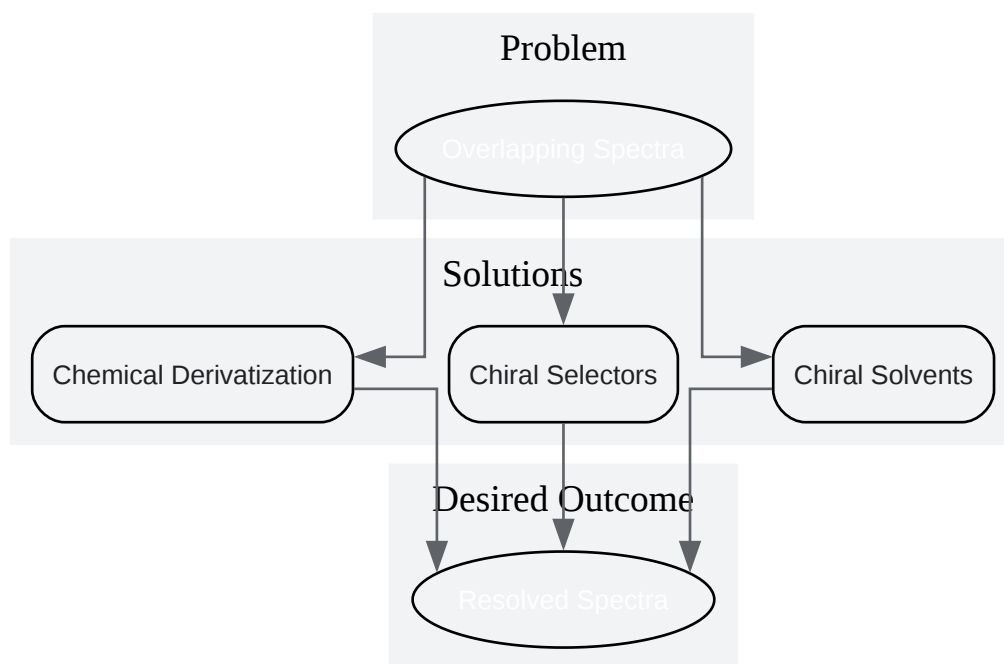 Problem
Overlapping Spectra
Solutions
Chemical Derivatization
Chiral Selectors
Chiral Solvents
Desired Outcome
Resolved Spectra